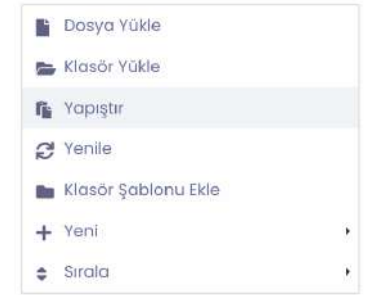 Dosya Yükle
Klasör Yükle
Yapıştır
Yenile
Klasör Şablonu Ekle
Yeni
Sırala